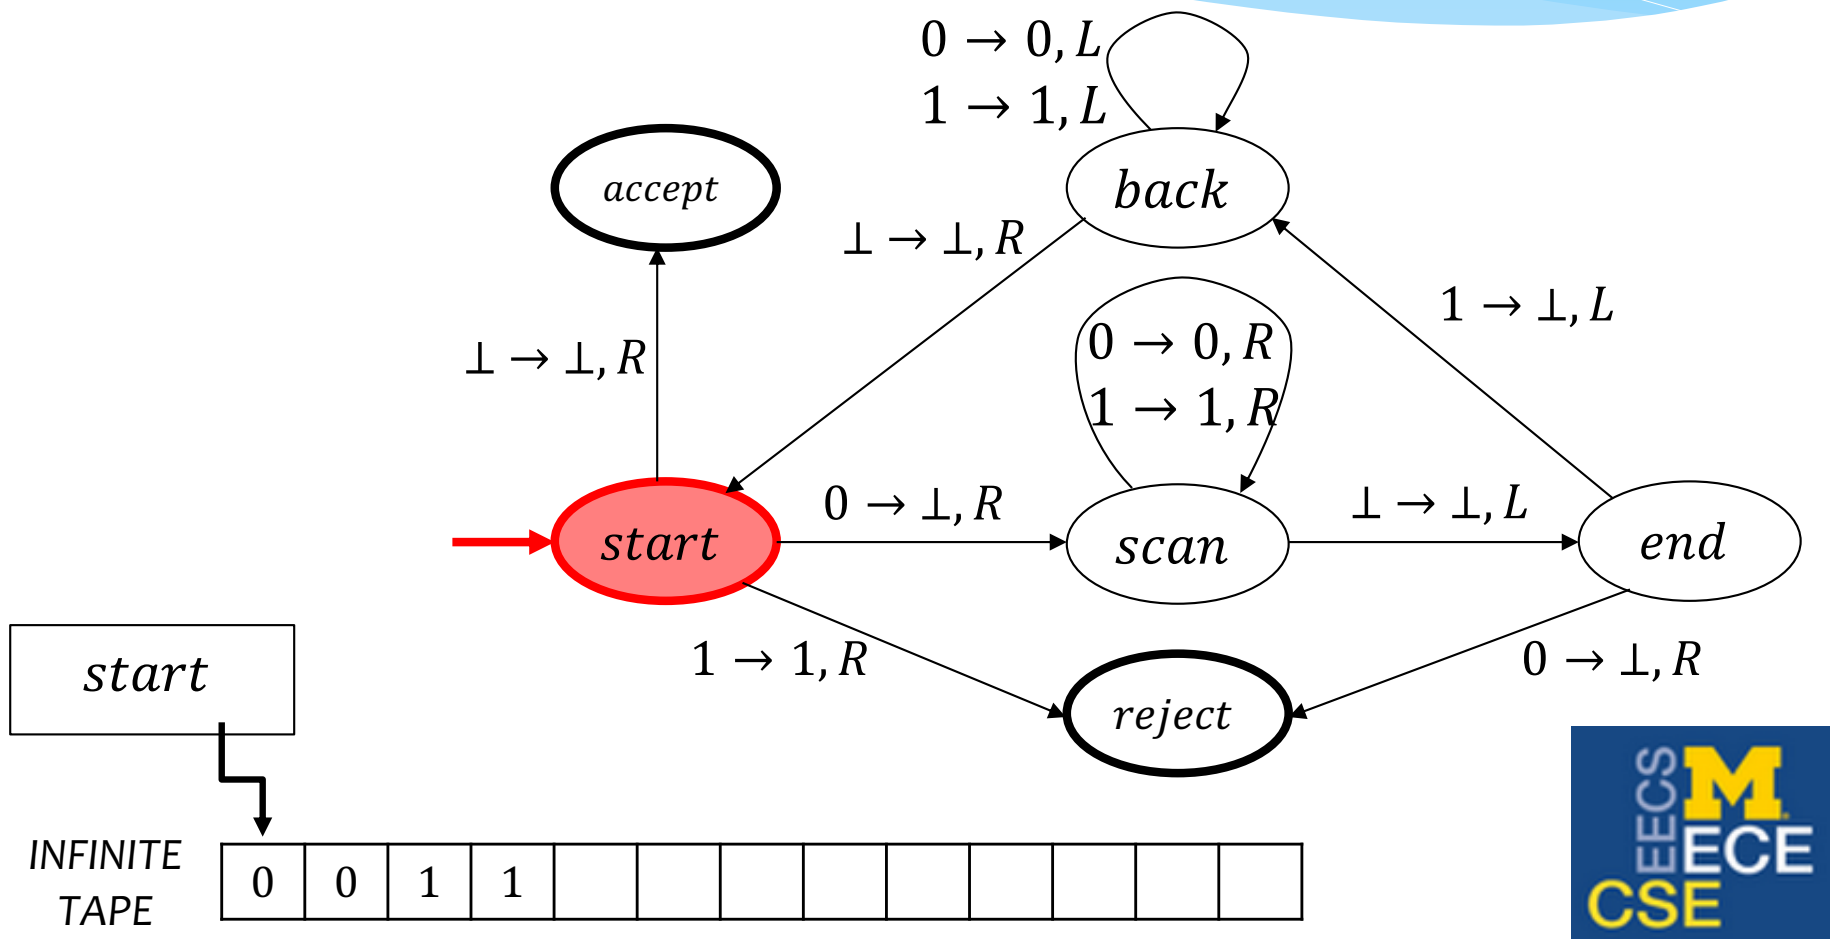 0 → 0, L
1 → 1, L
accept
back
⊥ → ⊥, R
1 → ⊥, L
0 → 0, R
1 → 1, R
⊥ → ⊥, R
start
0 → ⊥, R
scan
⊥ → ⊥, L
end
1 → 1, R
0 → ⊥, R
reject
start
INFINITE
TAPE
0 0 1 1
EECS
M
ECE
CSE